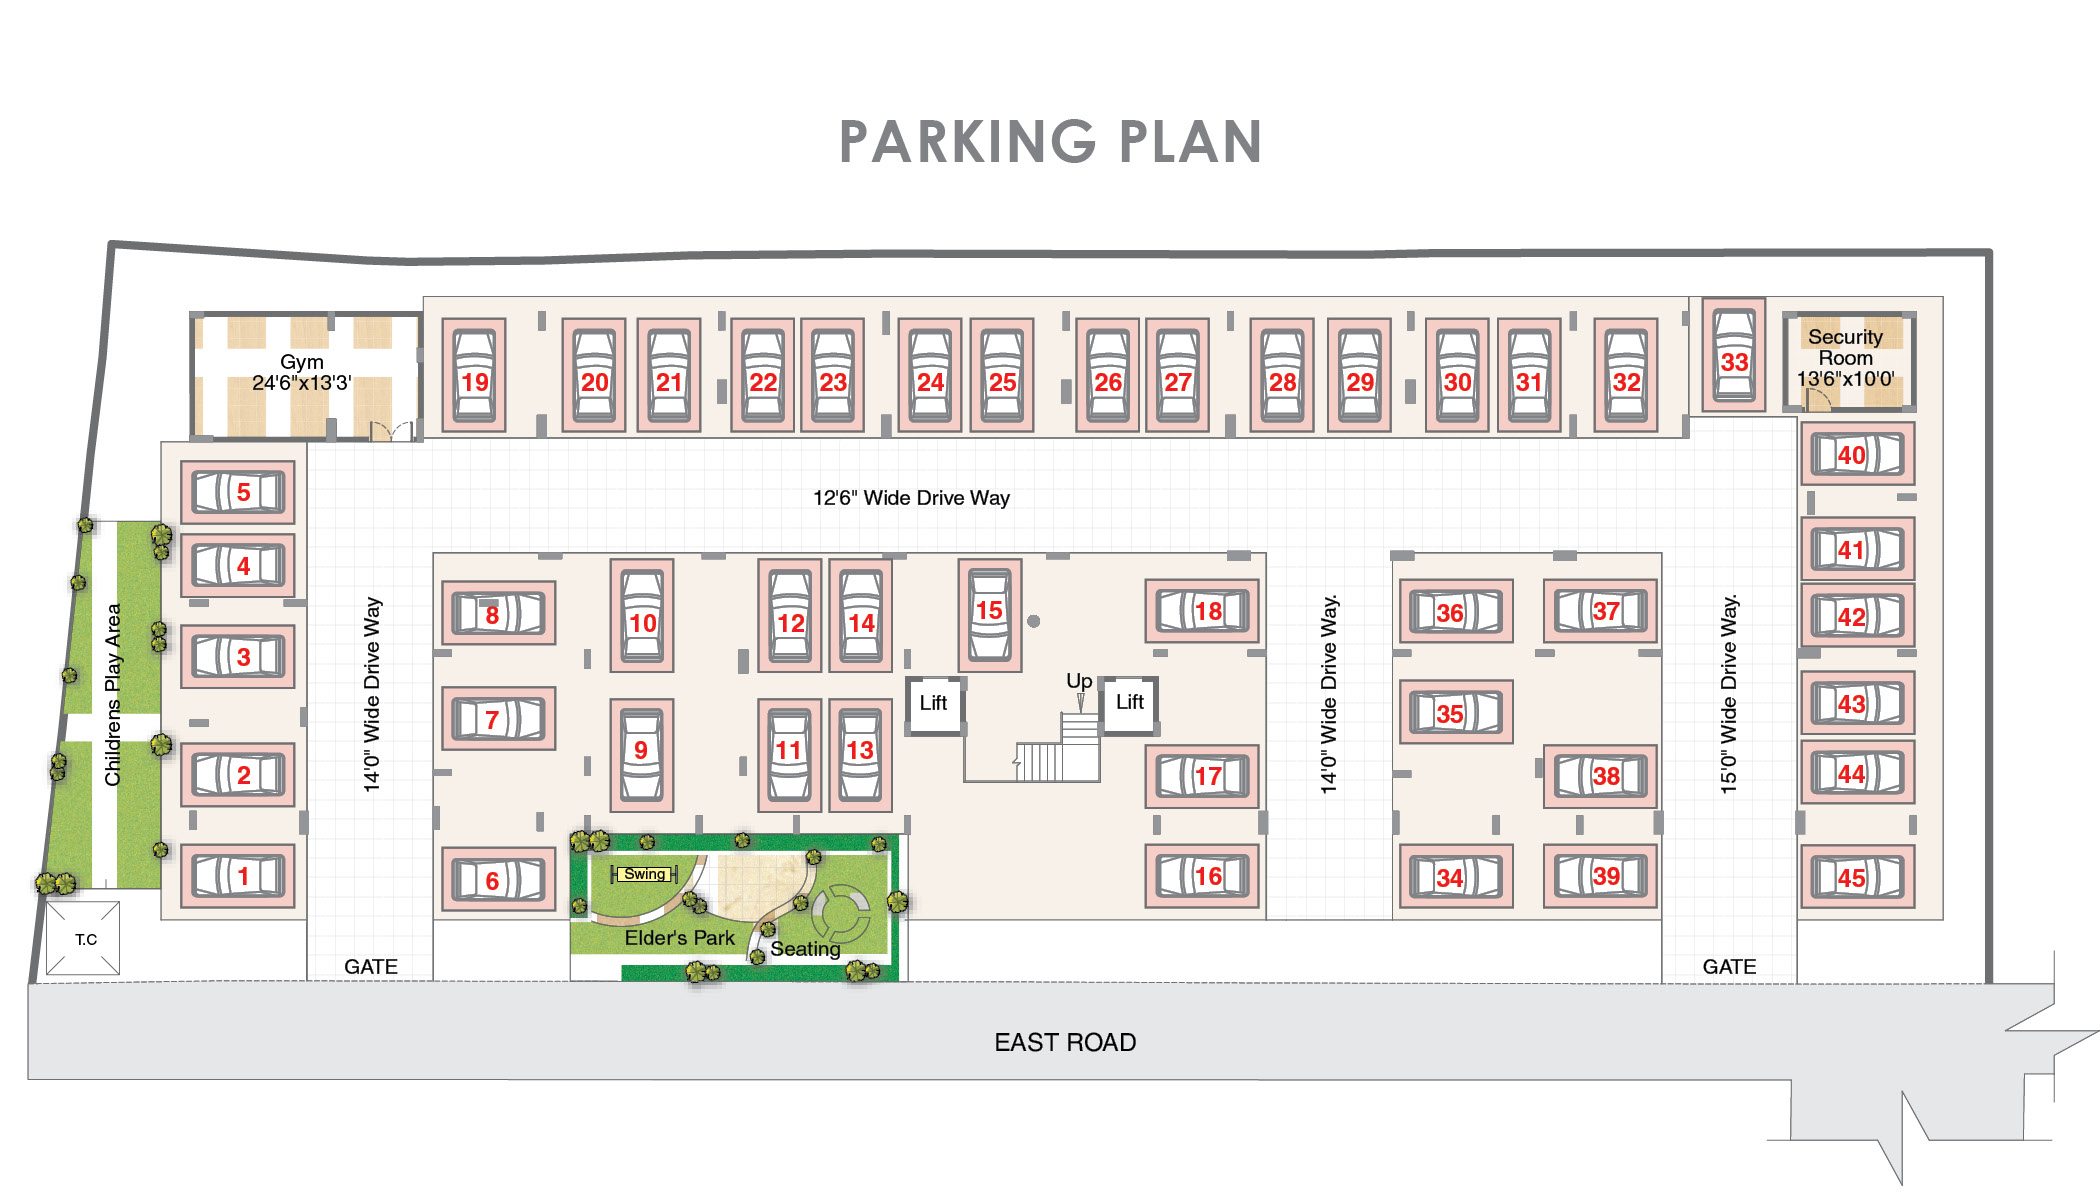 PARKING PLAN
Gym
24'6"x13'3'
19
20
21
22
23
24
25
26
27
28
29
30
31
32
33
Security
Room
13'6"x10'0'
5
4
3
2
1
Childrens Play Area
T.C
14'0" Wide Drive Way
GATE
12'6" Wide Drive Way
8
7
6
10
9
12
14
11
13
15
18
17
16
Lift
Up
Lift
Swing
Elder's Park
Seating
14'0" Wide Drive Way.
36
37
35
38
34
39
15'0" Wide Drive Way.
GATE
40
41
42
43
44
45
EAST ROAD